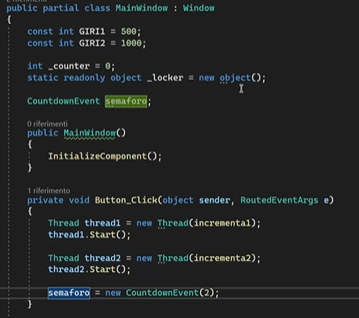 public partial class MainWindow : Window
{
const int GIRI1 = 500;
const int GIRI2 = 1000;
int _counter = 0;
static readonly object _locker = new object();
CountdownEvent semaforo;
0 riferimenti
public MainWindow()
{
InitializeComponent();
}
1 riferimento
private void Button_Click(object sender, RoutedEventArgs e)
{
Thread thread1 = new Thread(incrementa1);
thread1.Start();
Thread thread2 = new Thread(incrementa2);
thread2.Start();
semaforo = new CountdownEvent(2);
}